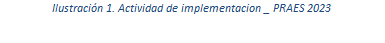 Ilustración 1. Actividad de implementacion _ PRAES 2023